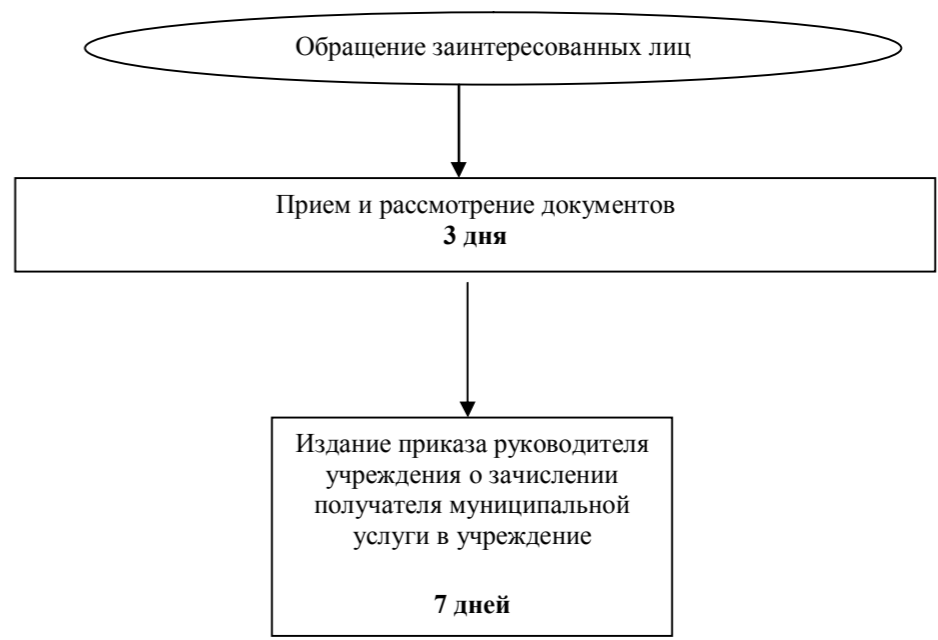 Обращение заинтересованных лиц
Прием и рассмотрение документов
3 дня
Издание приказа руководителя
учреждения о зачислении
получателя муниципальной
услуги в учреждение
7 дней